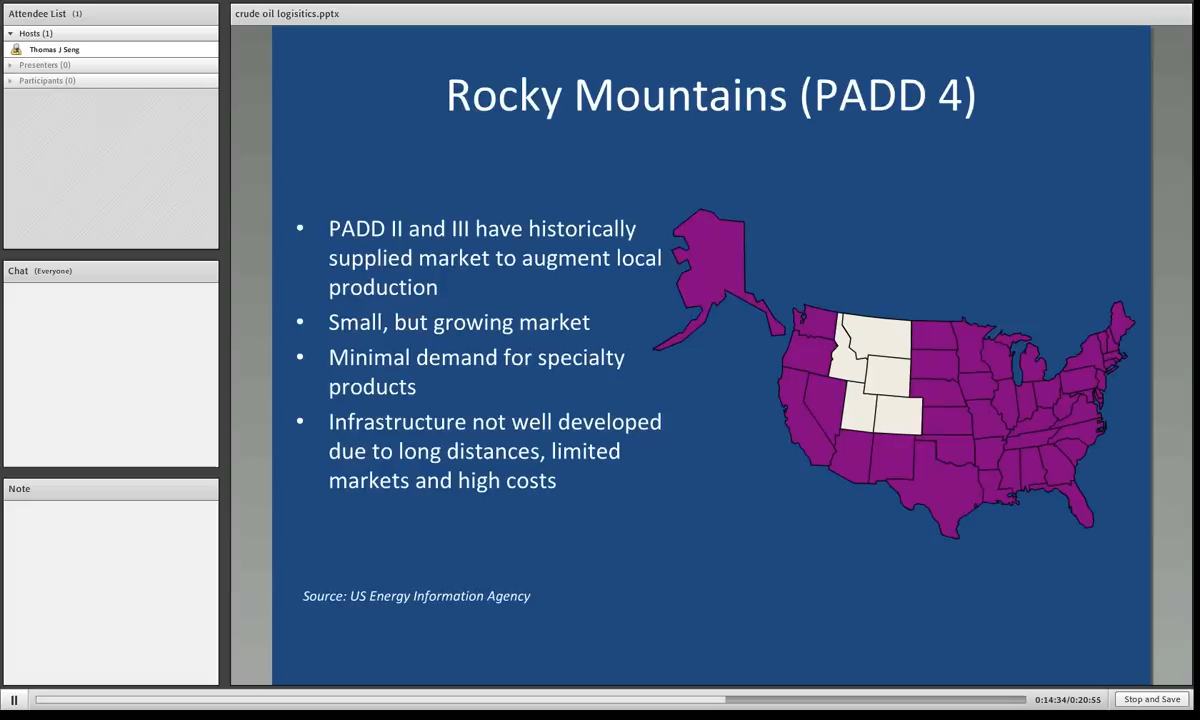 Attendee List (1)
Hosts (1)
Thomas J Seng
Presenters (0)
Participants (0)
Chat (Everyone)
Note
crude oil logisitics.pptx
Rocky Mountains (PADD 4)
• PADD II and III have historically
supplied market to augment local
production
• Small, but growing market
• Minimal demand for specialty
products
• Infrastructure not well developed
due to long distances, limited
markets and high costs
Source: US Energy Information Agency
0:14:34/0:20:55
Stop and Save